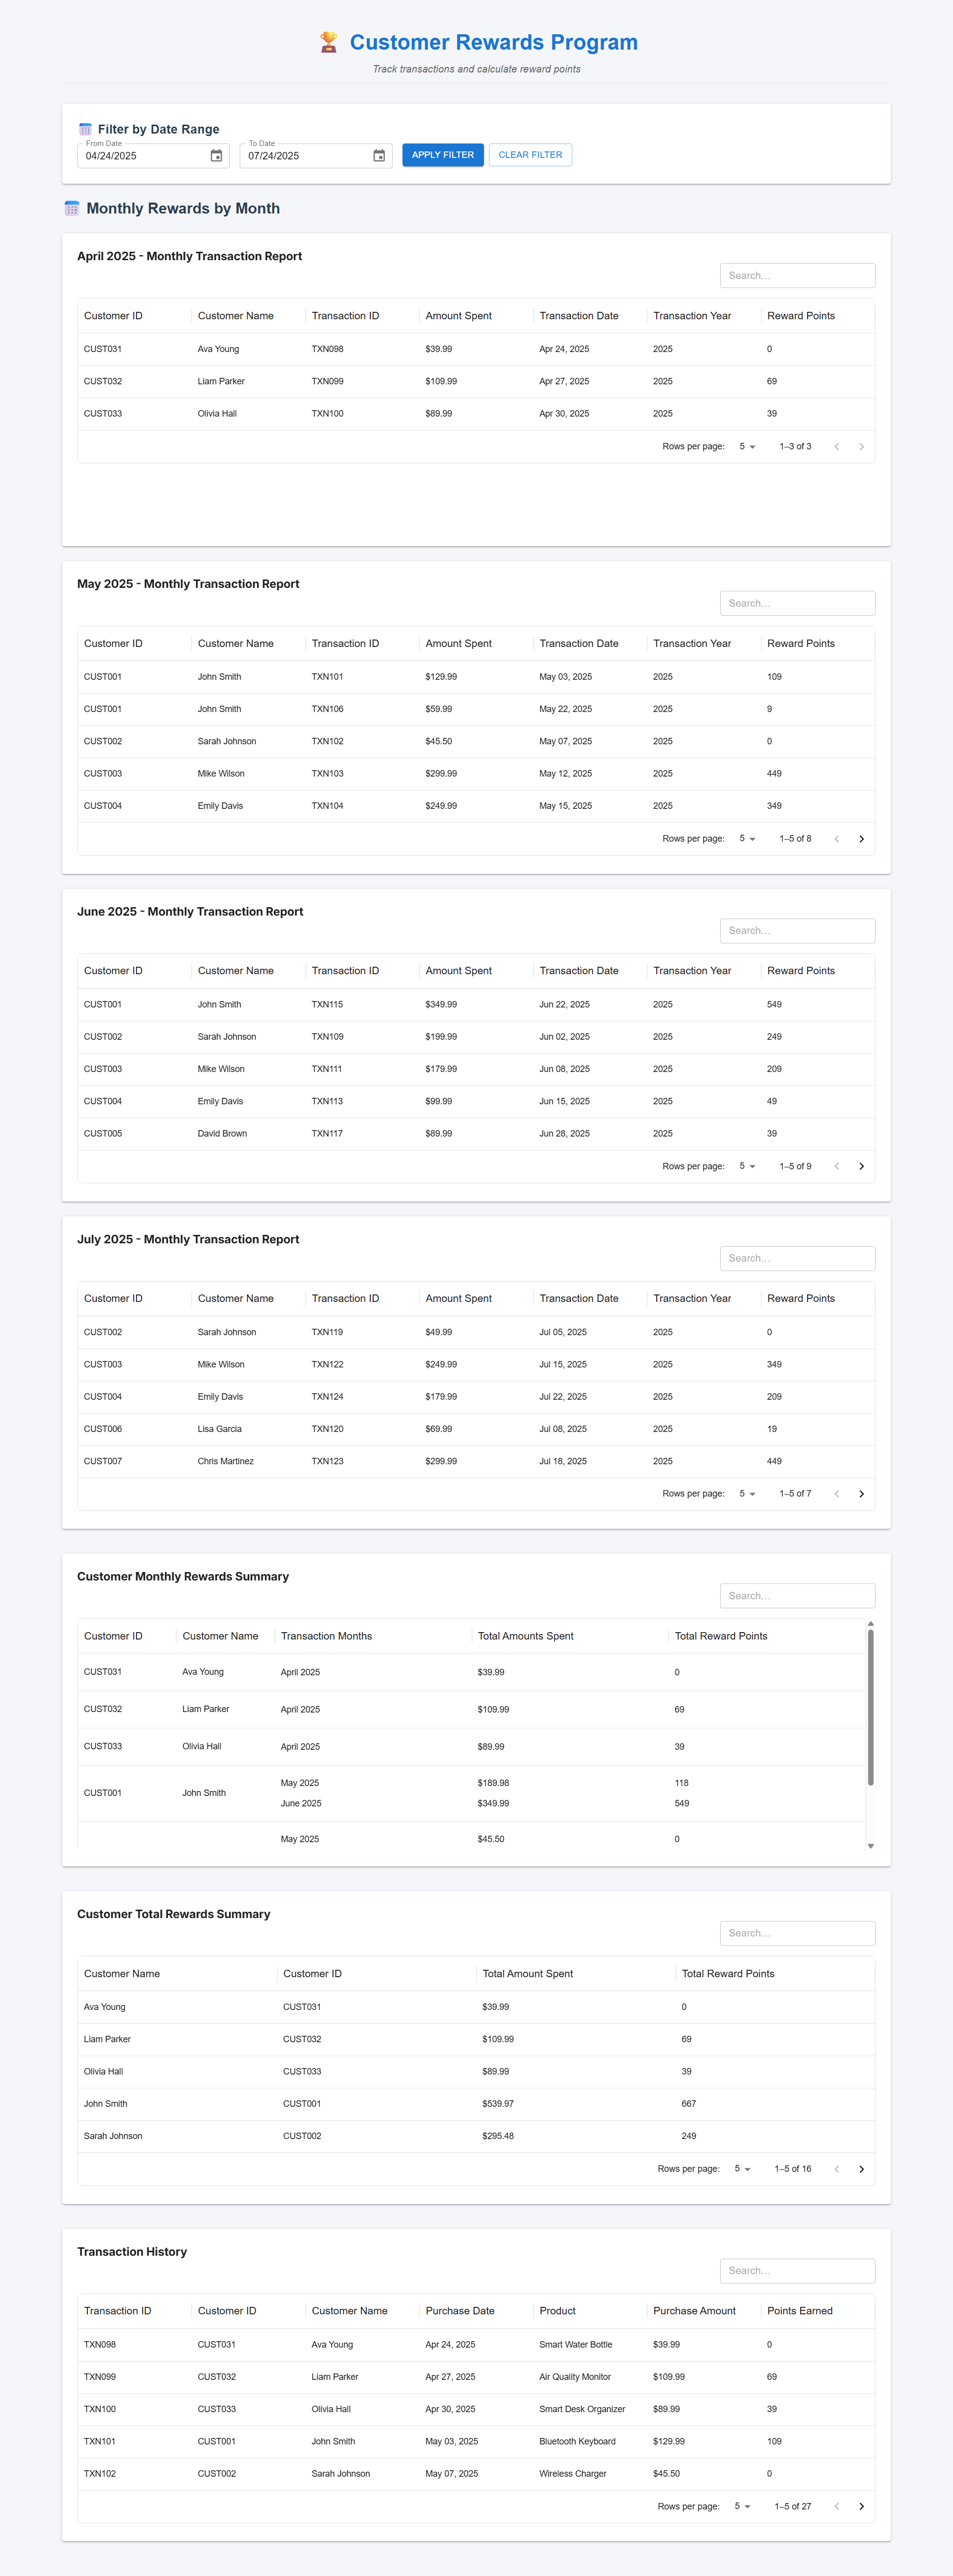 🏆 Customer Rewards Program
Track transactions and calculate reward points
Filter by Date Range
From Date To Date
04/24/2025 07/24/2025 APPLY FILTER CLEAR FILTER
Monthly Rewards by Month
April 2025 - Monthly Transaction Report
Search...
Customer ID Customer Name Transaction ID Amount Spent Transaction Date Transaction Year Reward Points
CUST031 Ava Young TXN098 $39.99 Apr 24, 2025 2025 0
CUST032 Liam Parker TXN099 $109.99 Apr 27, 2025 2025 69
CUST033 Olivia Hall TXN100 $89.99 Apr 30, 2025 2025 39
Rows per page: 5 1–3 of 3
May 2025 - Monthly Transaction Report
Search...
Customer ID Customer Name Transaction ID Amount Spent Transaction Date Transaction Year Reward Points
CUST001 John Smith TXN101 $129.99 May 03, 2025 2025 109
CUST001 John Smith TXN106 $59.99 May 22, 2025 2025 9
CUST002 Sarah Johnson TXN102 $45.50 May 07, 2025 2025 0
CUST003 Mike Wilson TXN103 $299.99 May 12, 2025 2025 449
CUST004 Emily Davis TXN104 $249.99 May 15, 2025 2025 349
Rows per page: 5 1–5 of 8
June 2025 - Monthly Transaction Report
Search...
Customer ID Customer Name Transaction ID Amount Spent Transaction Date Transaction Year Reward Points
CUST001 John Smith TXN115 $349.99 Jun 22, 2025 2025 549
CUST002 Sarah Johnson TXN109 $199.99 Jun 02, 2025 2025 249
CUST003 Mike Wilson TXN111 $179.99 Jun 08, 2025 2025 209
CUST004 Emily Davis TXN113 $99.99 Jun 15, 2025 2025 49
CUST005 David Brown TXN117 $89.99 Jun 28, 2025 2025 39
Rows per page: 5 1–5 of 9
July 2025 - Monthly Transaction Report
Search...
Customer ID Customer Name Transaction ID Amount Spent Transaction Date Transaction Year Reward Points
CUST002 Sarah Johnson TXN119 $49.99 Jul 05, 2025 2025 0
CUST003 Mike Wilson TXN122 $249.99 Jul 15, 2025 2025 349
CUST004 Emily Davis TXN124 $179.99 Jul 22, 2025 2025 209
CUST006 Lisa Garcia TXN120 $69.99 Jul 08, 2025 2025 19
CUST007 Chris Martinez TXN123 $299.99 Jul 18, 2025 2025 449
Rows per page: 5 1–5 of 7
Customer Monthly Rewards Summary
Search...
Customer ID Customer Name Transaction Months Total Amounts Spent Total Reward Points
CUST031 Ava Young April 2025 $39.99 0
CUST032 Liam Parker April 2025 $109.99 69
CUST033 Olivia Hall April 2025 $89.99 39
May 2025 $189.98 118
CUST001 John Smith
June 2025 $349.99 549
May 2025 $45.50 0
Customer Total Rewards Summary
Search...
Customer Name Customer ID Total Amount Spent Total Reward Points
Ava Young CUST031 $39.99 0
Liam Parker CUST032 $109.99 69
Olivia Hall CUST033 $89.99 39
John Smith CUST001 $539.97 667
Sarah Johnson CUST002 $295.48 249
Rows per page: 5 1–5 of 16
Transaction History
Search...
Transaction ID Customer ID Customer Name Purchase Date Product Purchase Amount Points Earned
TXN098 CUST031 Ava Young Apr 24, 2025 Smart Water Bottle $39.99 0
TXN099 CUST032 Liam Parker Apr 27, 2025 Air Quality Monitor $109.99 69
TXN100 CUST033 Olivia Hall Apr 30, 2025 Smart Desk Organizer $89.99 39
TXN101 CUST001 John Smith May 03, 2025 Bluetooth Keyboard $129.99 109
TXN102 CUST002 Sarah Johnson May 07, 2025 Wireless Charger $45.50 0
Rows per page: 5 1–5 of 27